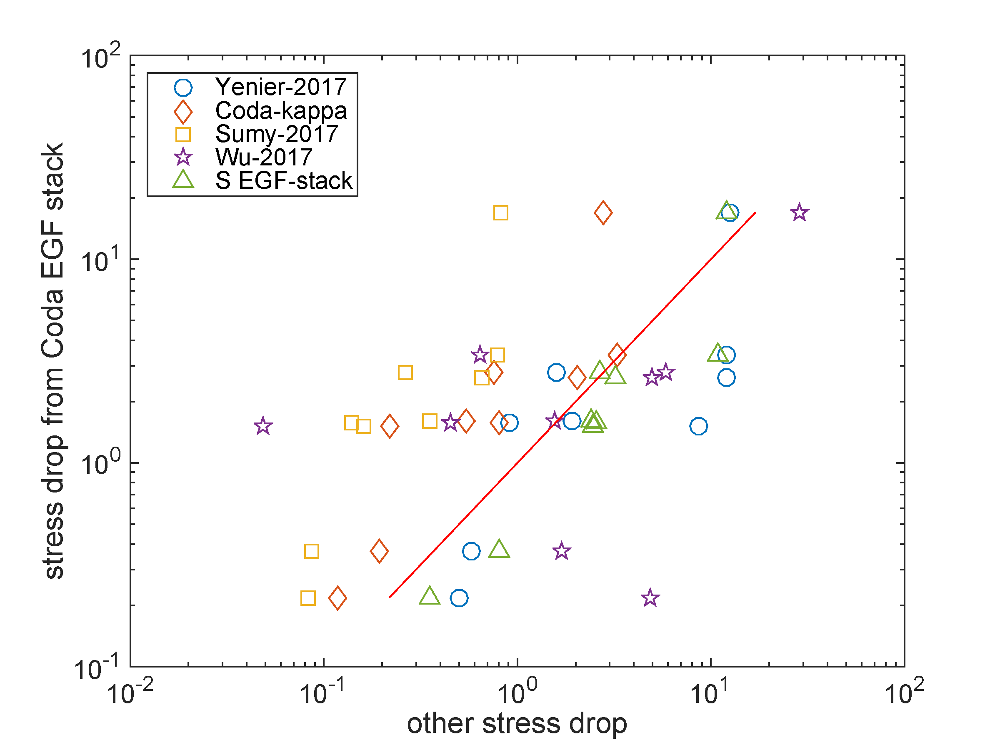 10^2
10^1
10^0
10^-1
stress drop from Coda EGF stack
Yenier-2017
Coda-kappa
Sumy-2017
Wu-2017
S EGF-stack
10^-2 10^-1 10^0 10^1 10^2
other stress drop